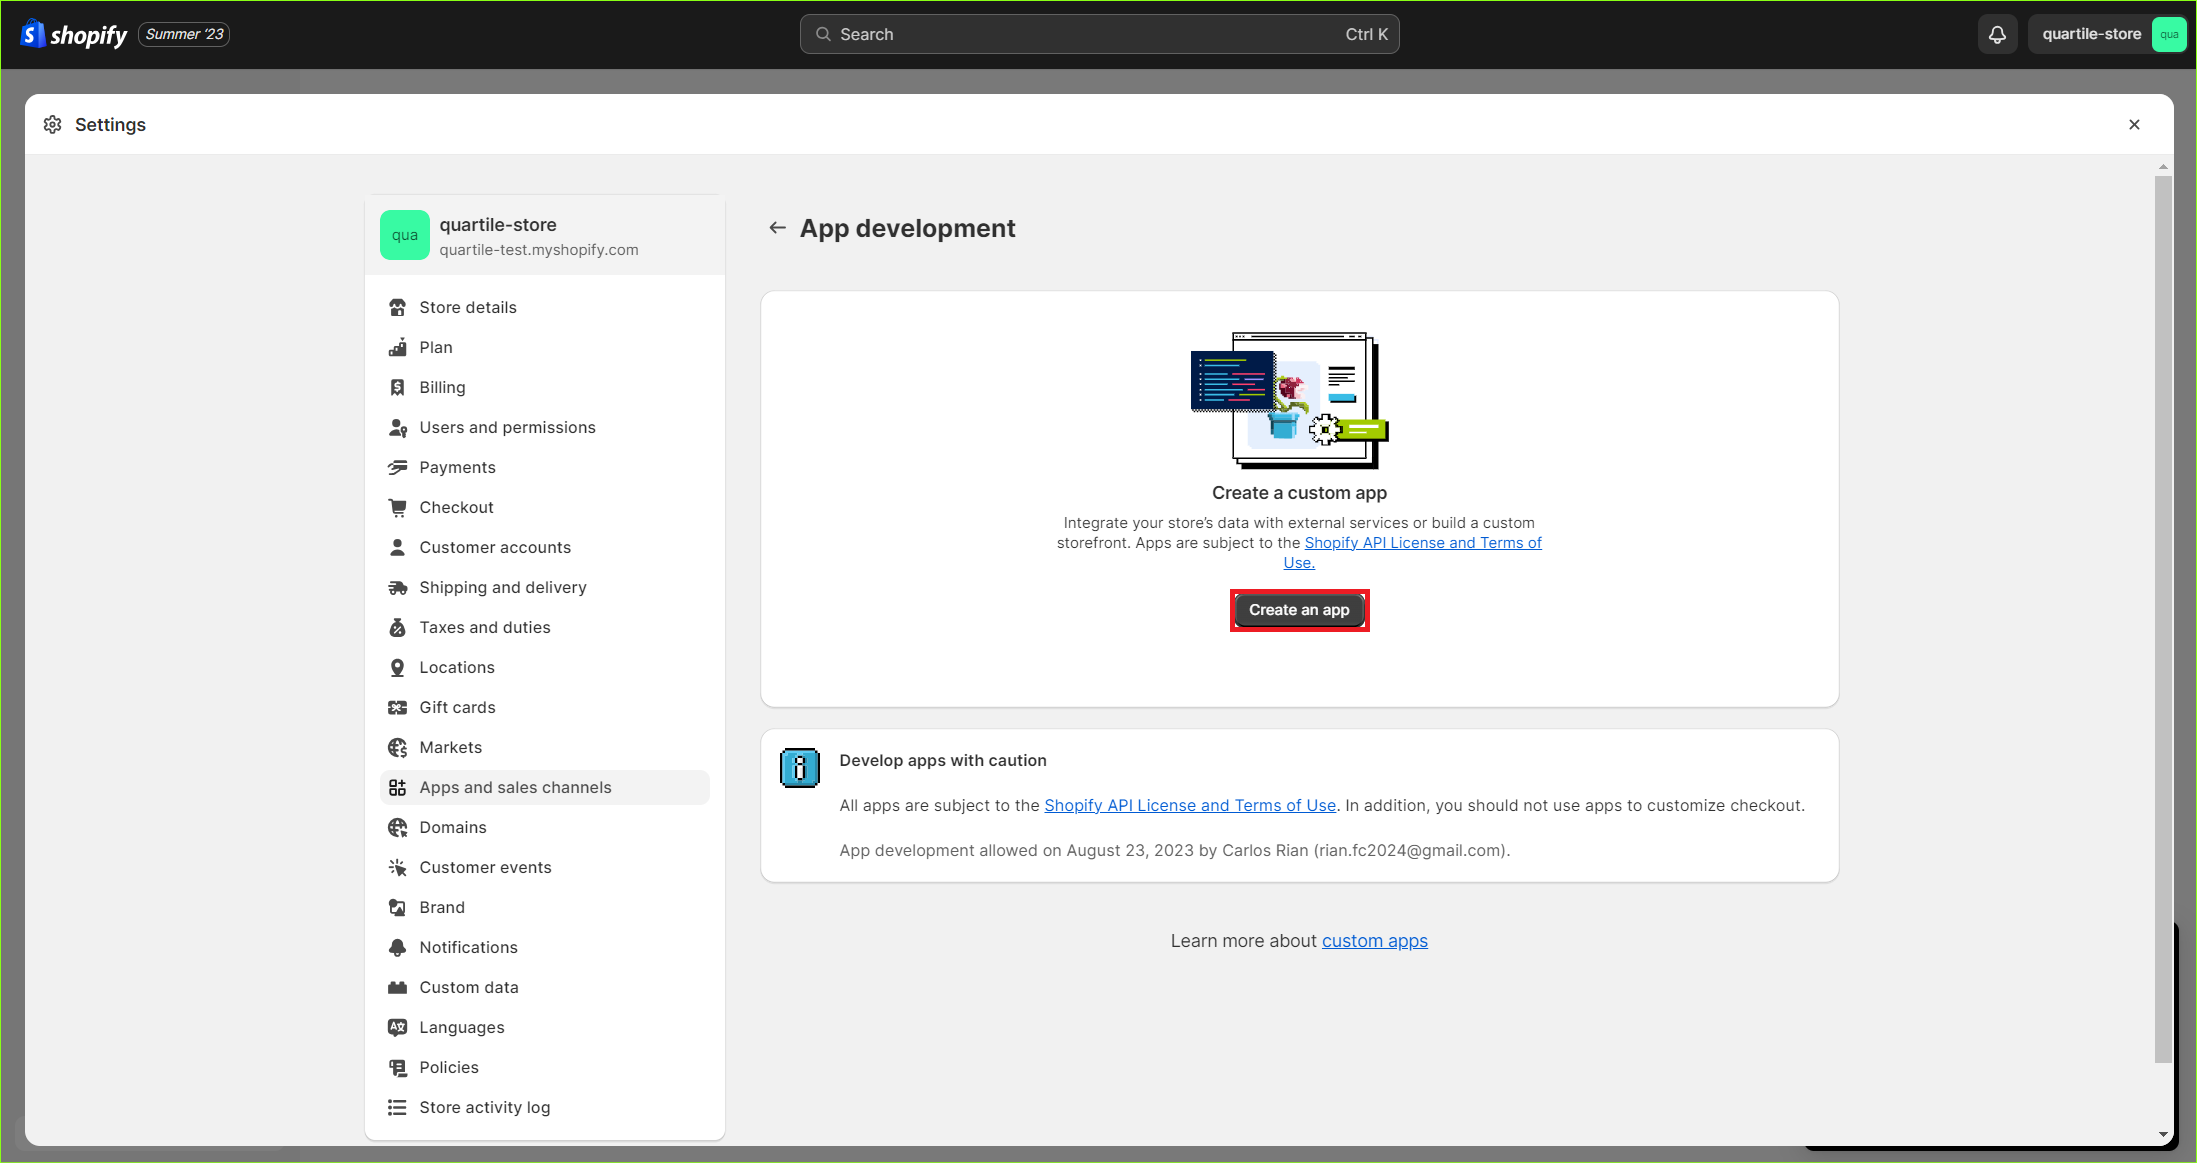 shopify Summer '23
Search Ctrl K
quartile-store qua
Settings
qua quartile-store
quartile-test.myshopify.com
Store details
Plan
Billing
Users and permissions
Payments
Checkout
Customer accounts
Shipping and delivery
Taxes and duties
Locations
Gift cards
Markets
Apps and sales channels
Domains
Customer events
Brand
Notifications
Custom data
Languages
Policies
Store activity log
App development
Create a custom app
Integrate your store's data with external services or build a custom
storefront. Apps are subject to the Shopify API License and Terms of
Use.
Create an app
Develop apps with caution
All apps are subject to the Shopify API License and Terms of Use. In addition, you should not use apps to customize checkout.
App development allowed on August 23, 2023 by Carlos Rian (rian.fc2024@gmail.com).
Learn more about custom apps